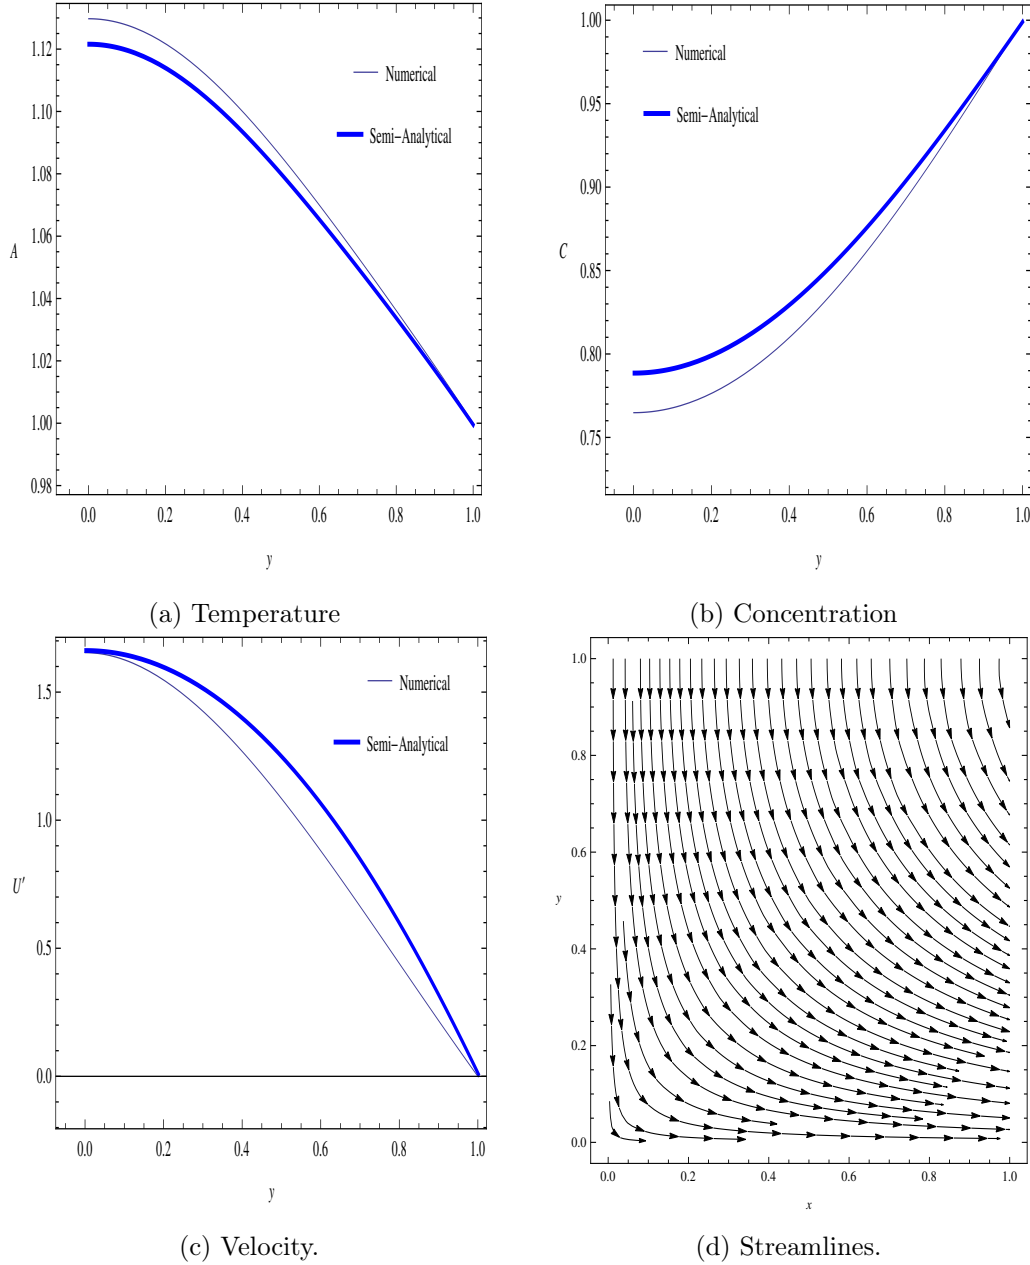 1.12
1.10
1.08
1.06
1.04
1.02
1.00
0.98
A
Numerical
Semi-Analytical
0.0 0.2 0.4 0.6 0.8 1.0
y
(a) Temperature
1.00
0.95
0.90
0.85
0.80
0.75
C
Numerical
Semi-Analytical
0.0 0.2 0.4 0.6 0.8 1.0
y
(b) Concentration
1.5
1.0
0.5
0.0
U'
Numerical
Semi-Analytical
0.0 0.2 0.4 0.6 0.8 1.0
y
(c) Velocity.
1.0
0.8
0.6
0.4
0.2
0.0
y
0.0 0.2 0.4 0.6 0.8 1.0
x
(d) Streamlines.